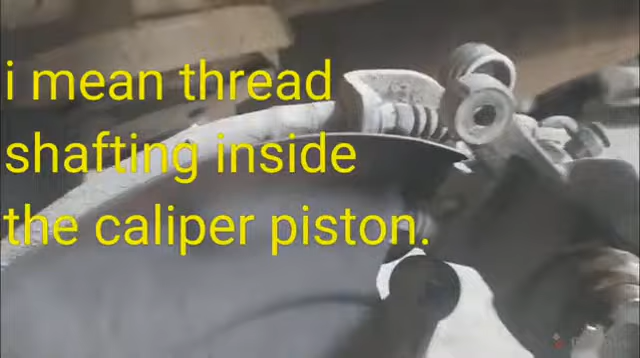 i mean thread
shafting inside
the caliper piston.